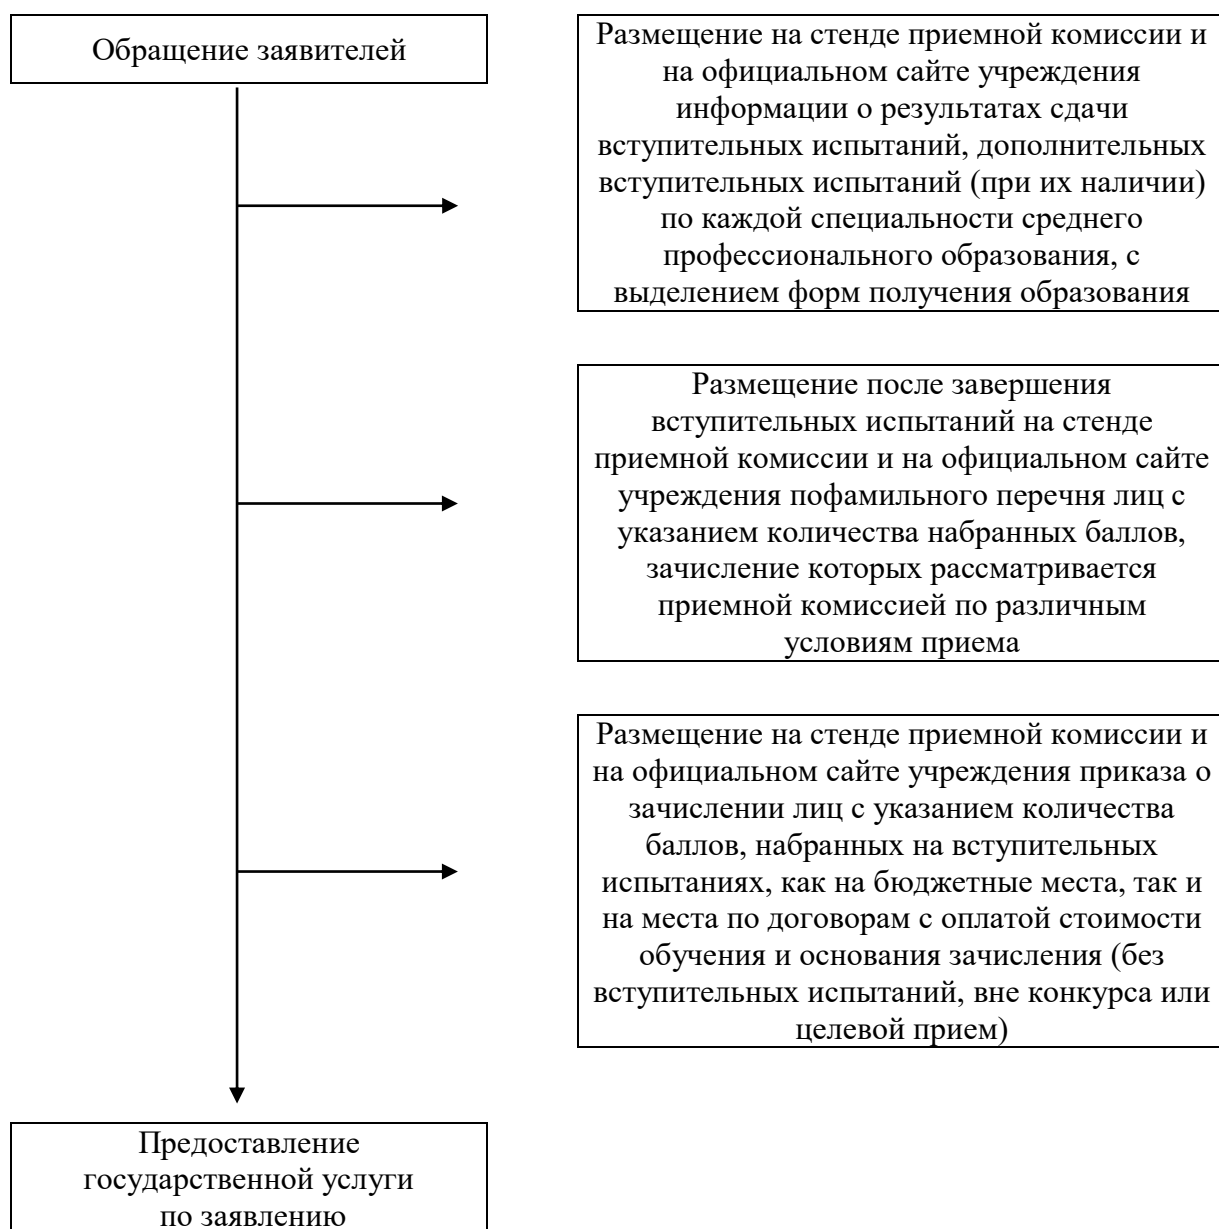 Обращение заявителей
Размещение на стенде приемной комиссии и
на официальном сайте учреждения
информации о результатах сдачи
вступительных испытаний, дополнительных
вступительных испытаний (при их наличии)
по каждой специальности среднего
профессионального образования, с
выделением форм получения образования
Размещение после завершения
вступительных испытаний на стенде
приемной комиссии и на официальном сайте
учреждения пофамильного перечня лиц с
указанием количества набранных баллов,
зачисление которых рассматривается
приемной комиссией по различным
условиям приема
Размещение на стенде приемной комиссии и
на официальном сайте учреждения приказа о
зачислении лиц с указанием количества
баллов, набранных на вступительных
испытаниях, как на бюджетные места, так и
на места по договорам с оплатой стоимости
обучения и основания зачисления (без
вступительных испытаний, вне конкурса или
целевой прием)
Предоставление
государственной услуги
по заявлению